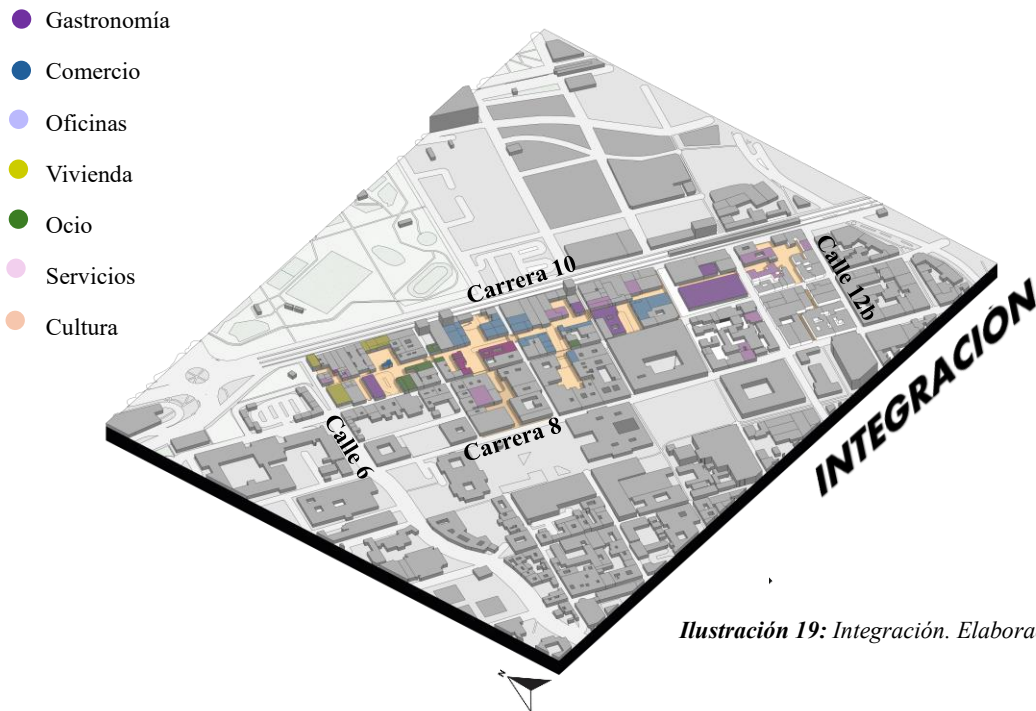 Gastronomía
Comercio
Oficinas
Vivienda
Ocio
Servicios
Cultura
Carrera 10
Calle 12b
Carrera 8
Calle 6
INTEGRACIÓN
Ilustración 19: Integración. Elabora
N